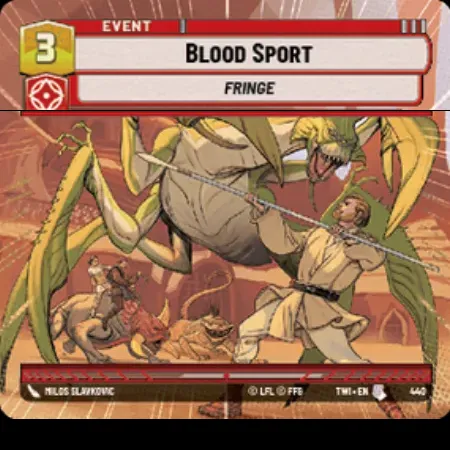 EVENT
3
BLOOD SPORT
FRINGE
MILOS SLAVKOVIC
© LFL © FFG
TWI • EN
440